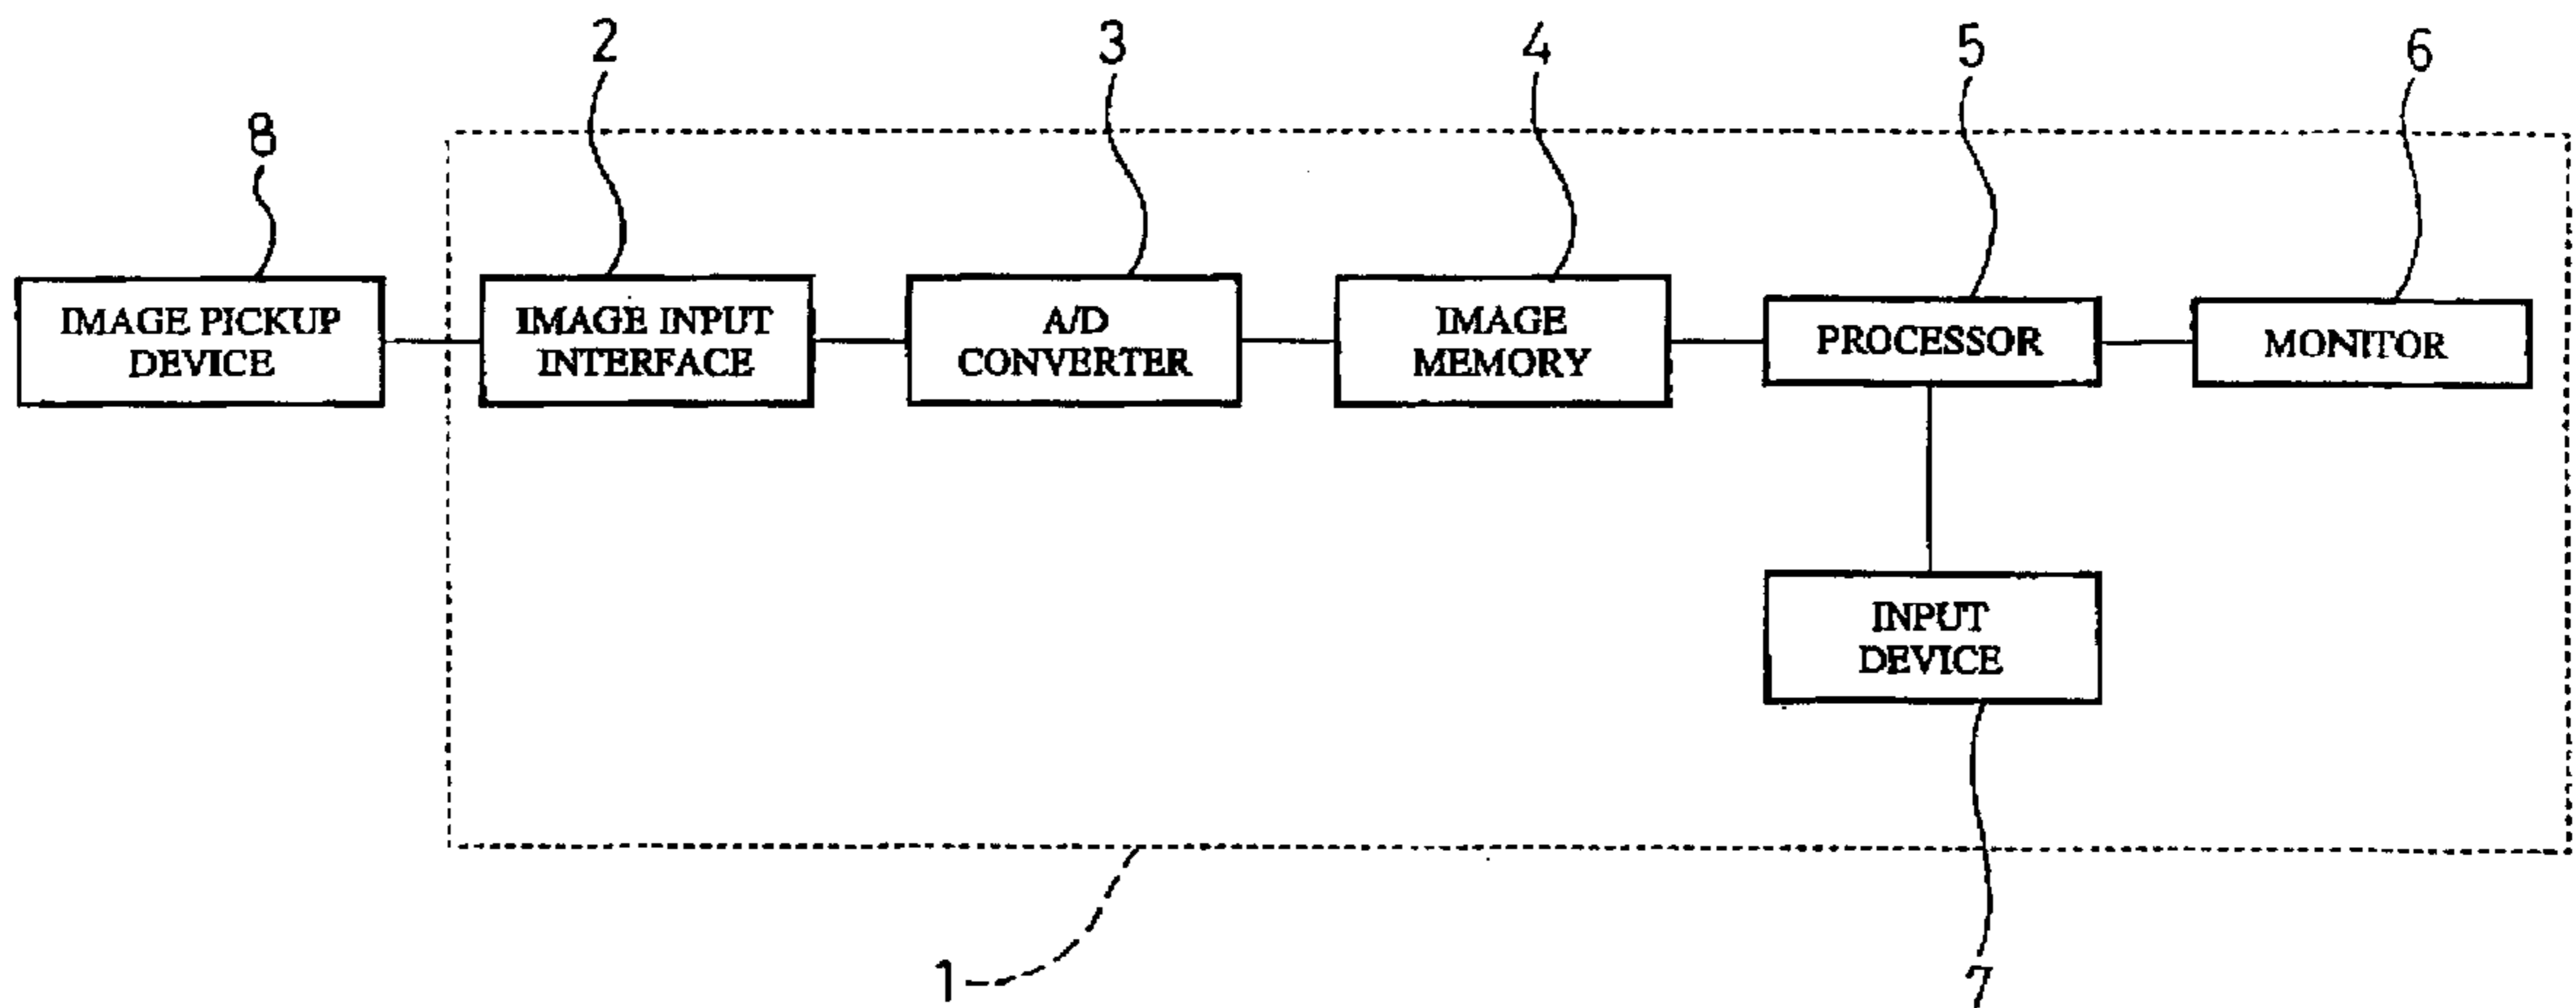 2
3
4
5
6
8
IMAGE PICKUP
DEVICE
IMAGE INPUT
INTERFACE
A/D
CONVERTER
IMAGE
MEMORY
PROCESSOR
MONITOR
INPUT
DEVICE
1
7